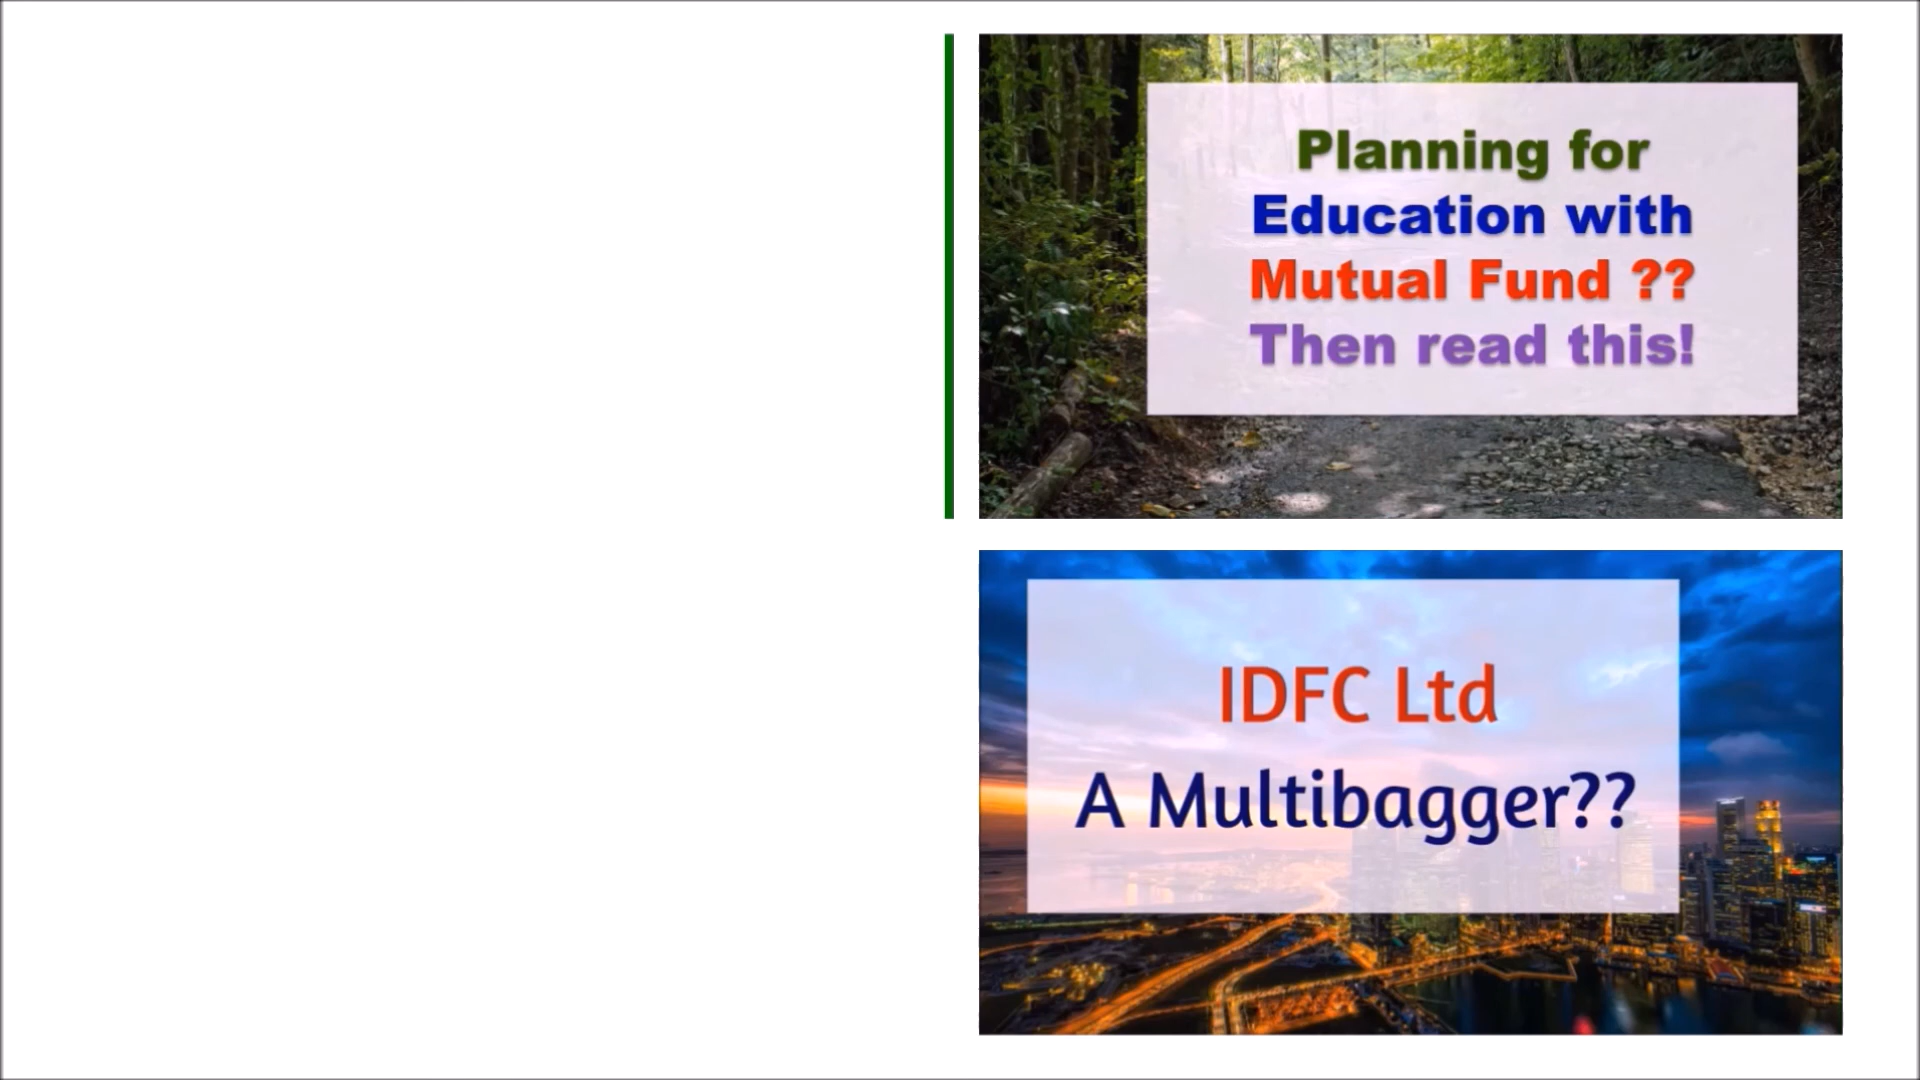 Planning for
Education with
Mutual Fund ??
Then read this!
IDFC Ltd
A Multibagger??